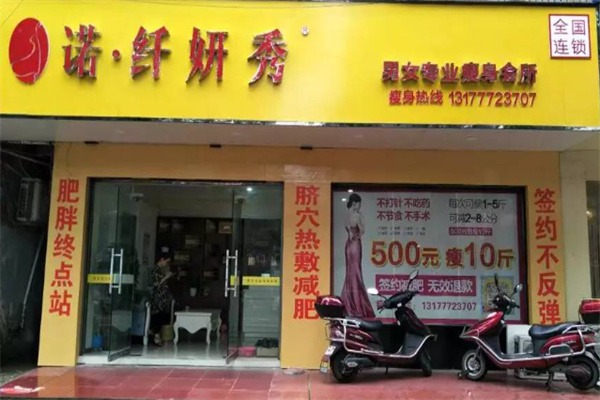 诺·纤妍秀
全国
连锁
男女专业瘦身会所
瘦身热线 13177723707
肥胖终点站
脐穴热敷减肥
不打针 不吃药
不节食 不手术
每次可瘦1~5斤
可减2~8公分
500元 瘦10斤
签约减肥 无效退款
13177723707
签约不反弹